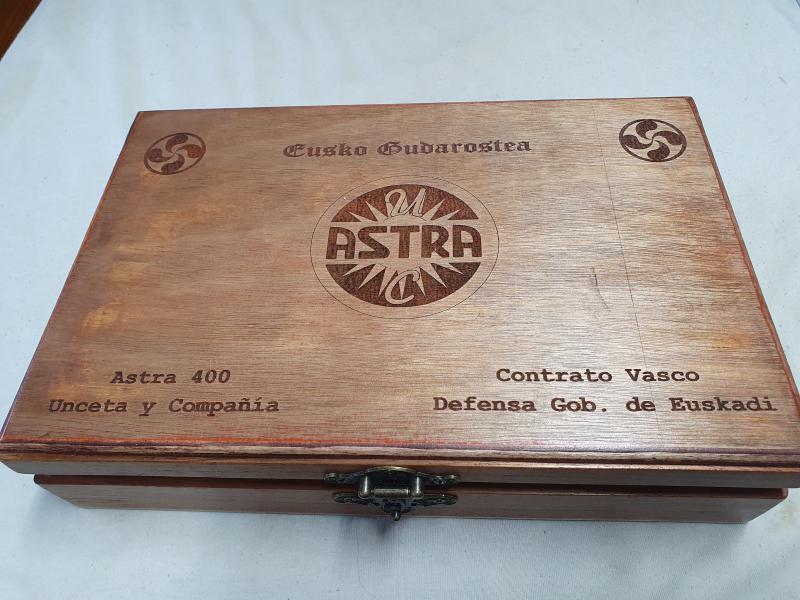 Eusko Gudarostea
U
ASTRA
C
Astra 400
Unceta y Compañía
Contrato Vasco
Defensa Gob. de Euskadi